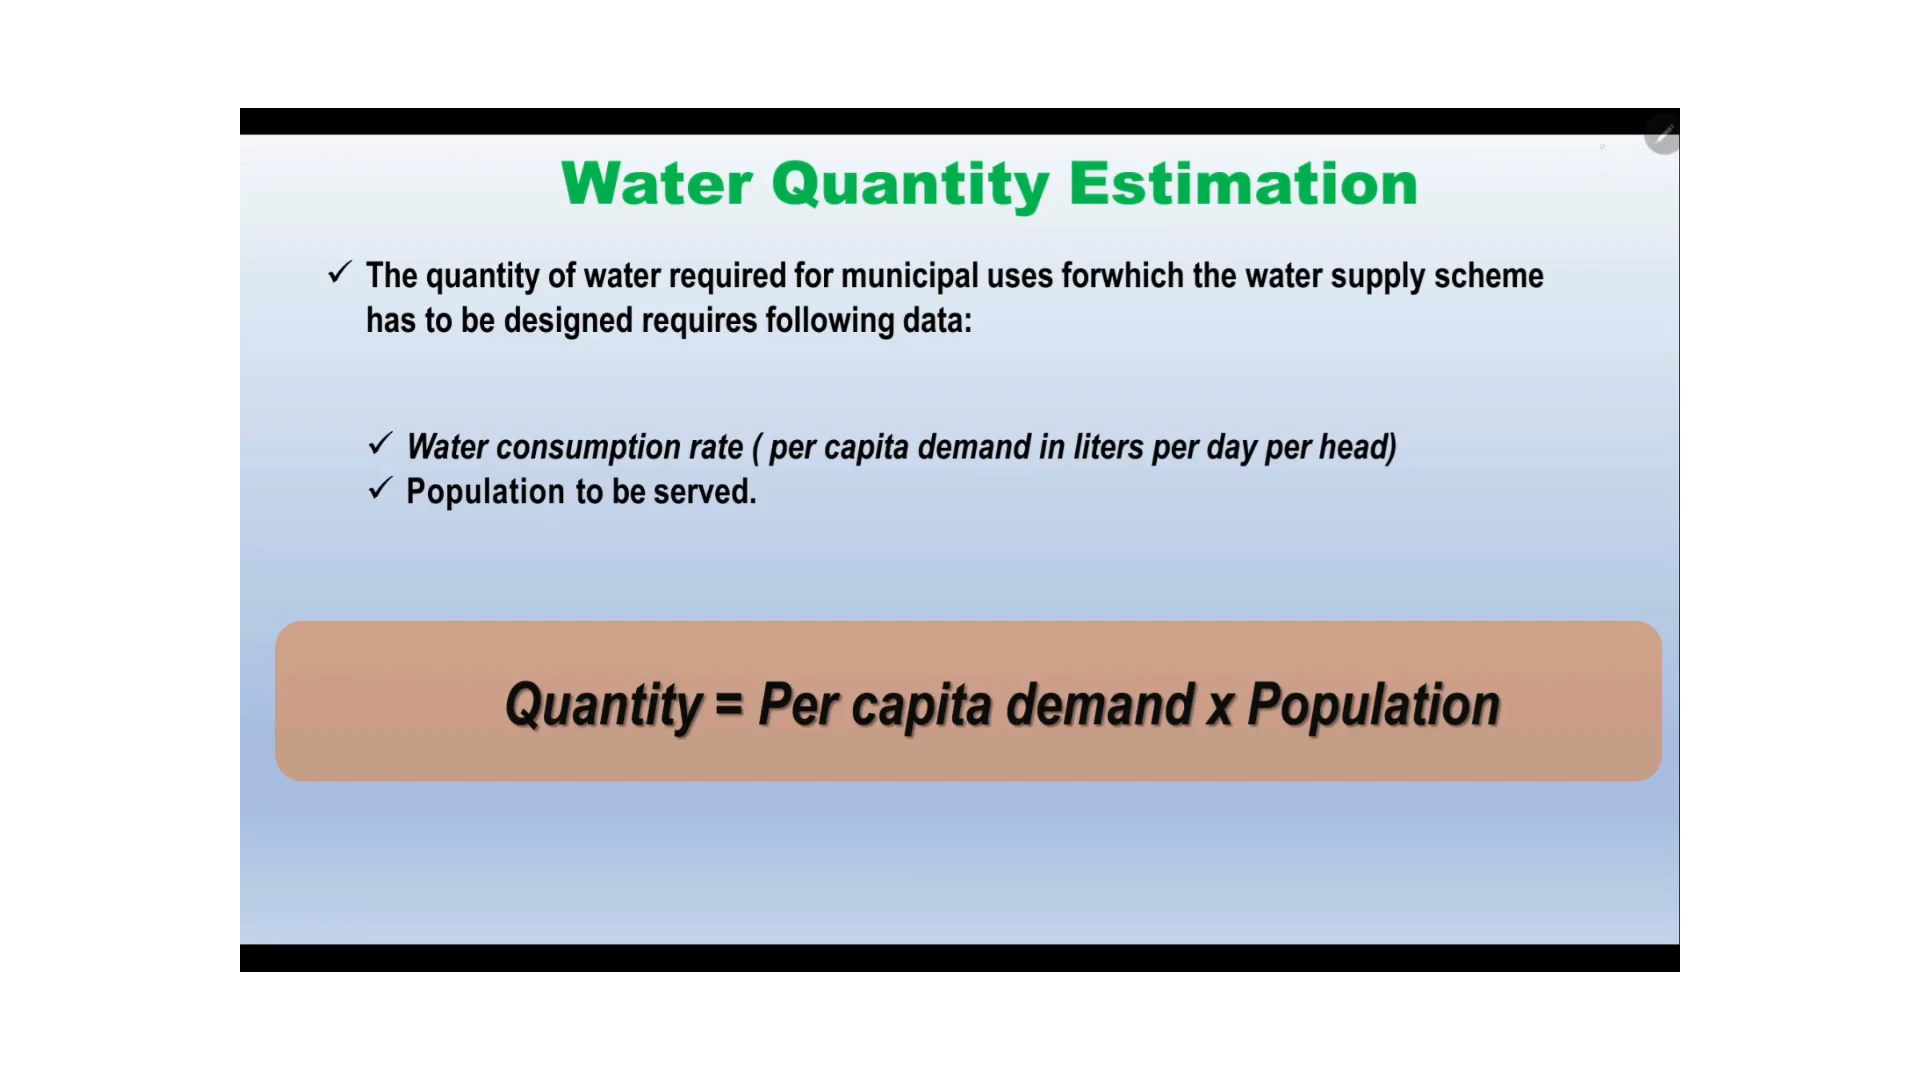 Water Quantity Estimation
✓ The quantity of water required for municipal uses forwhich the water supply scheme
has to be designed requires following data:
✓ Water consumption rate ( per capita demand in liters per day per head)
✓ Population to be served.
Quantity = Per capita demand x Population